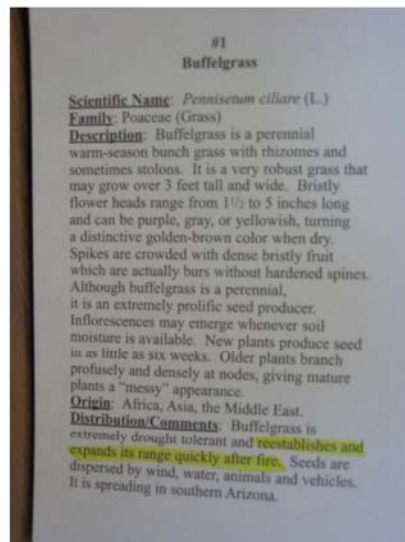 #1
Buffelgrass
Scientific Name: Pennisetum ciliare (L.)
Family: Poaceae (Grass)
Description: Buffelgrass is a perennial
warm-season bunch grass with rhizomes and
sometimes stolons. It is a very robust grass that
may grow over 3 feet tall and wide. Bristly
flower heads range from 1½ to 5 inches long
and can be purple, gray, or yellowish, turning
a distinctive golden-brown color when dry.
Spikes are crowded with dense bristly fruit
which are actually burs without hardened spines.
Although buffelgrass is a perennial,
it is an extremely prolific seed producer.
Inflorescences may emerge whenever soil
moisture is available. New plants produce seed
in as little as six weeks. Older plants branch
profusely and densely at nodes, giving mature
plants a “messy” appearance.
Origin: Africa, Asia, the Middle East.
Distribution/Comments: Buffelgrass is
extremely drought tolerant and reestablishes and
expands its range quickly after fire. Seeds are
dispersed by wind, water, animals and vehicles.
It is spreading in southern Arizona.